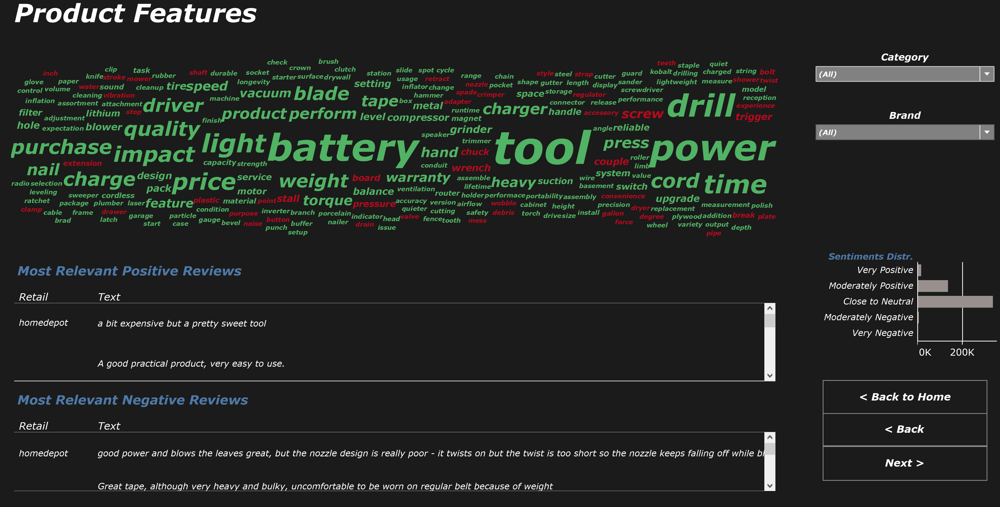 Product Features
check brush teeth staple quiet
clip task crown clutch slide spot cycle
inch knife stroke mower rubber shaft durable socket starter surface drywall station usage retract range chain style steel strap cutter guard kobalt drilling charged string bolt
glove paper water sound cleanup tire speed longevity setting inflator change nozzle pocket shape gutter length display sander lightweight measure shower twist
control volume cleaning vibration machine vacuum blade hammer spade crimper space storage regulator screwdriver model
inflation assortment attachment driver tape box metal adapter charger connector release performance drill reception experience
filter adjustment lithium stop finish product perform level compressor runtime magnet handle accessory screw trigger
hole expectation blower quality light battery speaker grinder tool angle reliable
purchase impact hand trimmer chuck press power
nail extension capacity strength conduit wrench couple roller limb
radio selection charge design price service weight board warranty assemble heavy suction wire system value cord time
leveling sweeper cordless pack motor balance ventilation router lifetime holder performace portability assembly basement switch convenience upgrade
ratchet package plumber laser feature plastic material point stall torque pressure accuracy version airflow wobble cabinet height precision dryer replacement measurement polish
clamp cable frame drawer garage particle condition purpose inverter branch porcelain indicator quieter cutting safety debris torch drive size install gallon degree plywood addition break plate
brad latch start case gauge bevel noise button buffer nailer drain head valve fence tooth mess force wheel variety output depth
punch setup issue pipe
Category
(All)
Brand
(All)
Most Relevant Positive Reviews
Retail Text
homedepot a bit expensive but a pretty sweet tool
A good practical product, very easy to use.
Most Relevant Negative Reviews
Retail Text
homedepot good power and blows the leaves great, but the nozzle design is really poor - it twists on but the twist is too short so the nozzle keeps falling off while bl
Great tape, although very heavy and bulky, uncomfortable to be worn on regular belt because of weight
Sentiments Distr.
Very Positive
Moderately Positive
Close to Neutral
Moderately Negative
Very Negative
0K 200K
< Back to Home
< Back
Next >